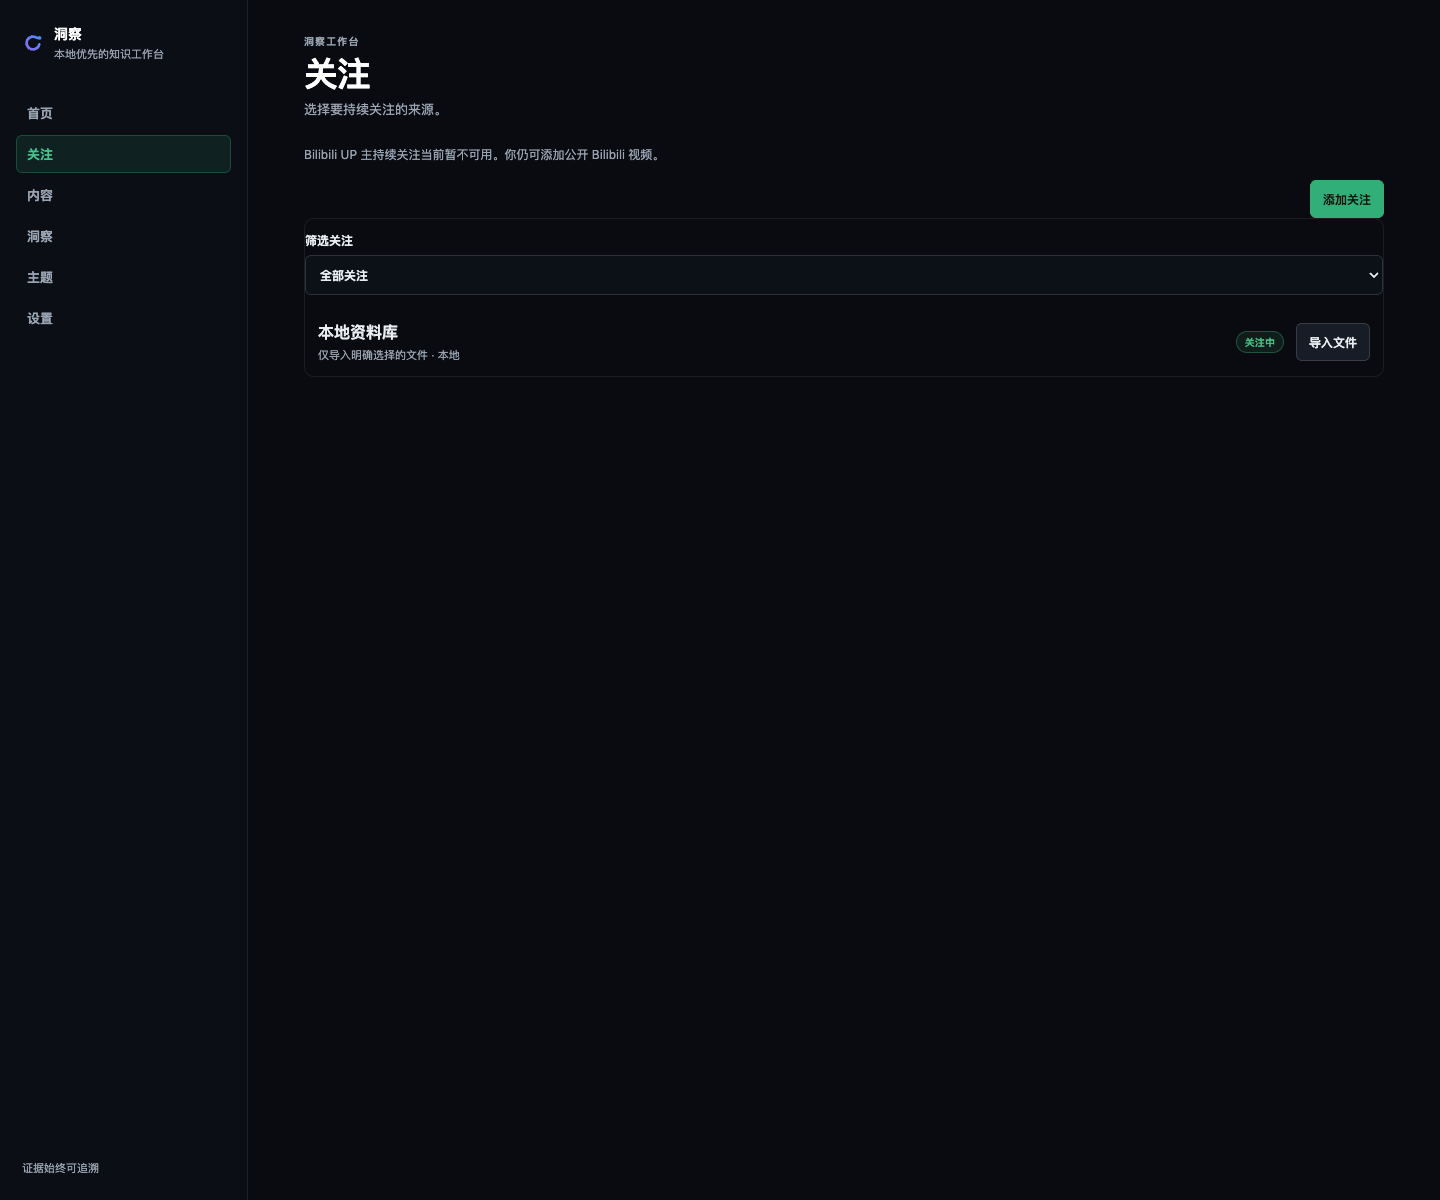 洞察
本地优先的知识工作台
首页
关注
内容
洞察
主题
设置
证据始终可追溯
洞察工作台
关注
选择要持续关注的来源。
Bilibili UP 主持续关注当前暂不可用。你仍可添加公开 Bilibili 视频。
添加关注
筛选关注
全部关注
本地资料库
仅导入明确选择的文件 · 本地
关注中
导入文件